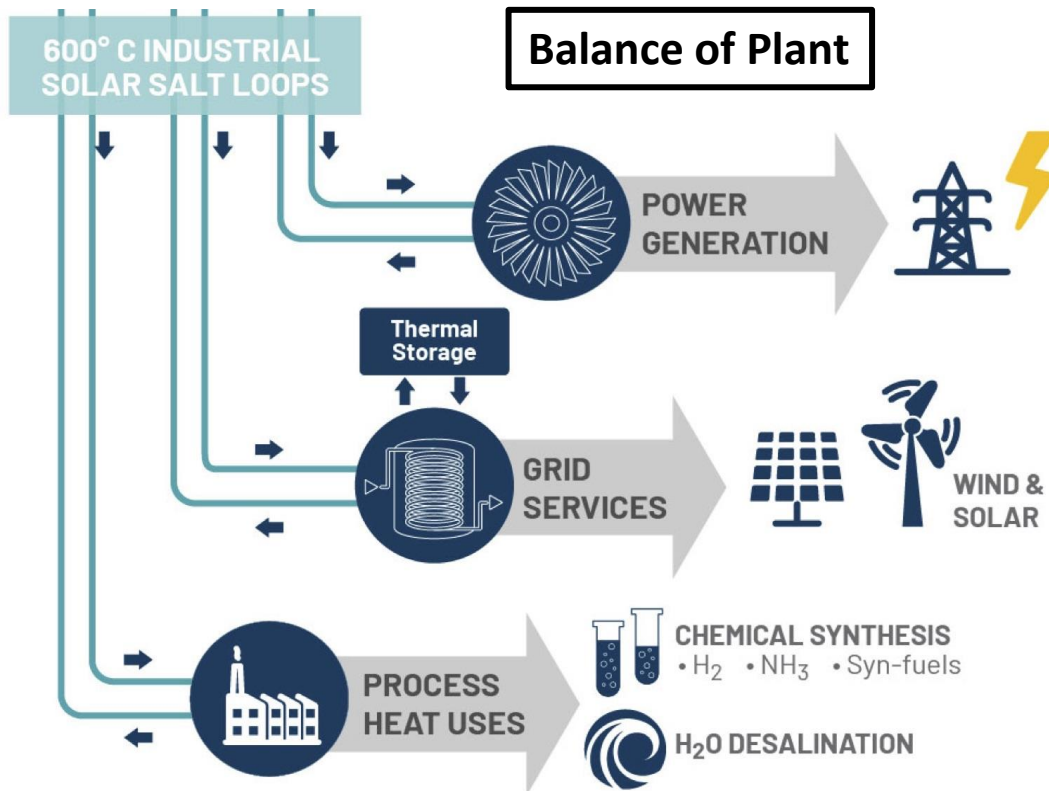 600° C INDUSTRIAL
SOLAR SALT LOOPS
Balance of Plant
POWER
GENERATION
Thermal
Storage
GRID
SERVICES
WIND &
SOLAR
PROCESS
HEAT USES
CHEMICAL SYNTHESIS
• H₂ • NH₃ • Syn-fuels
H₂O DESALINATION